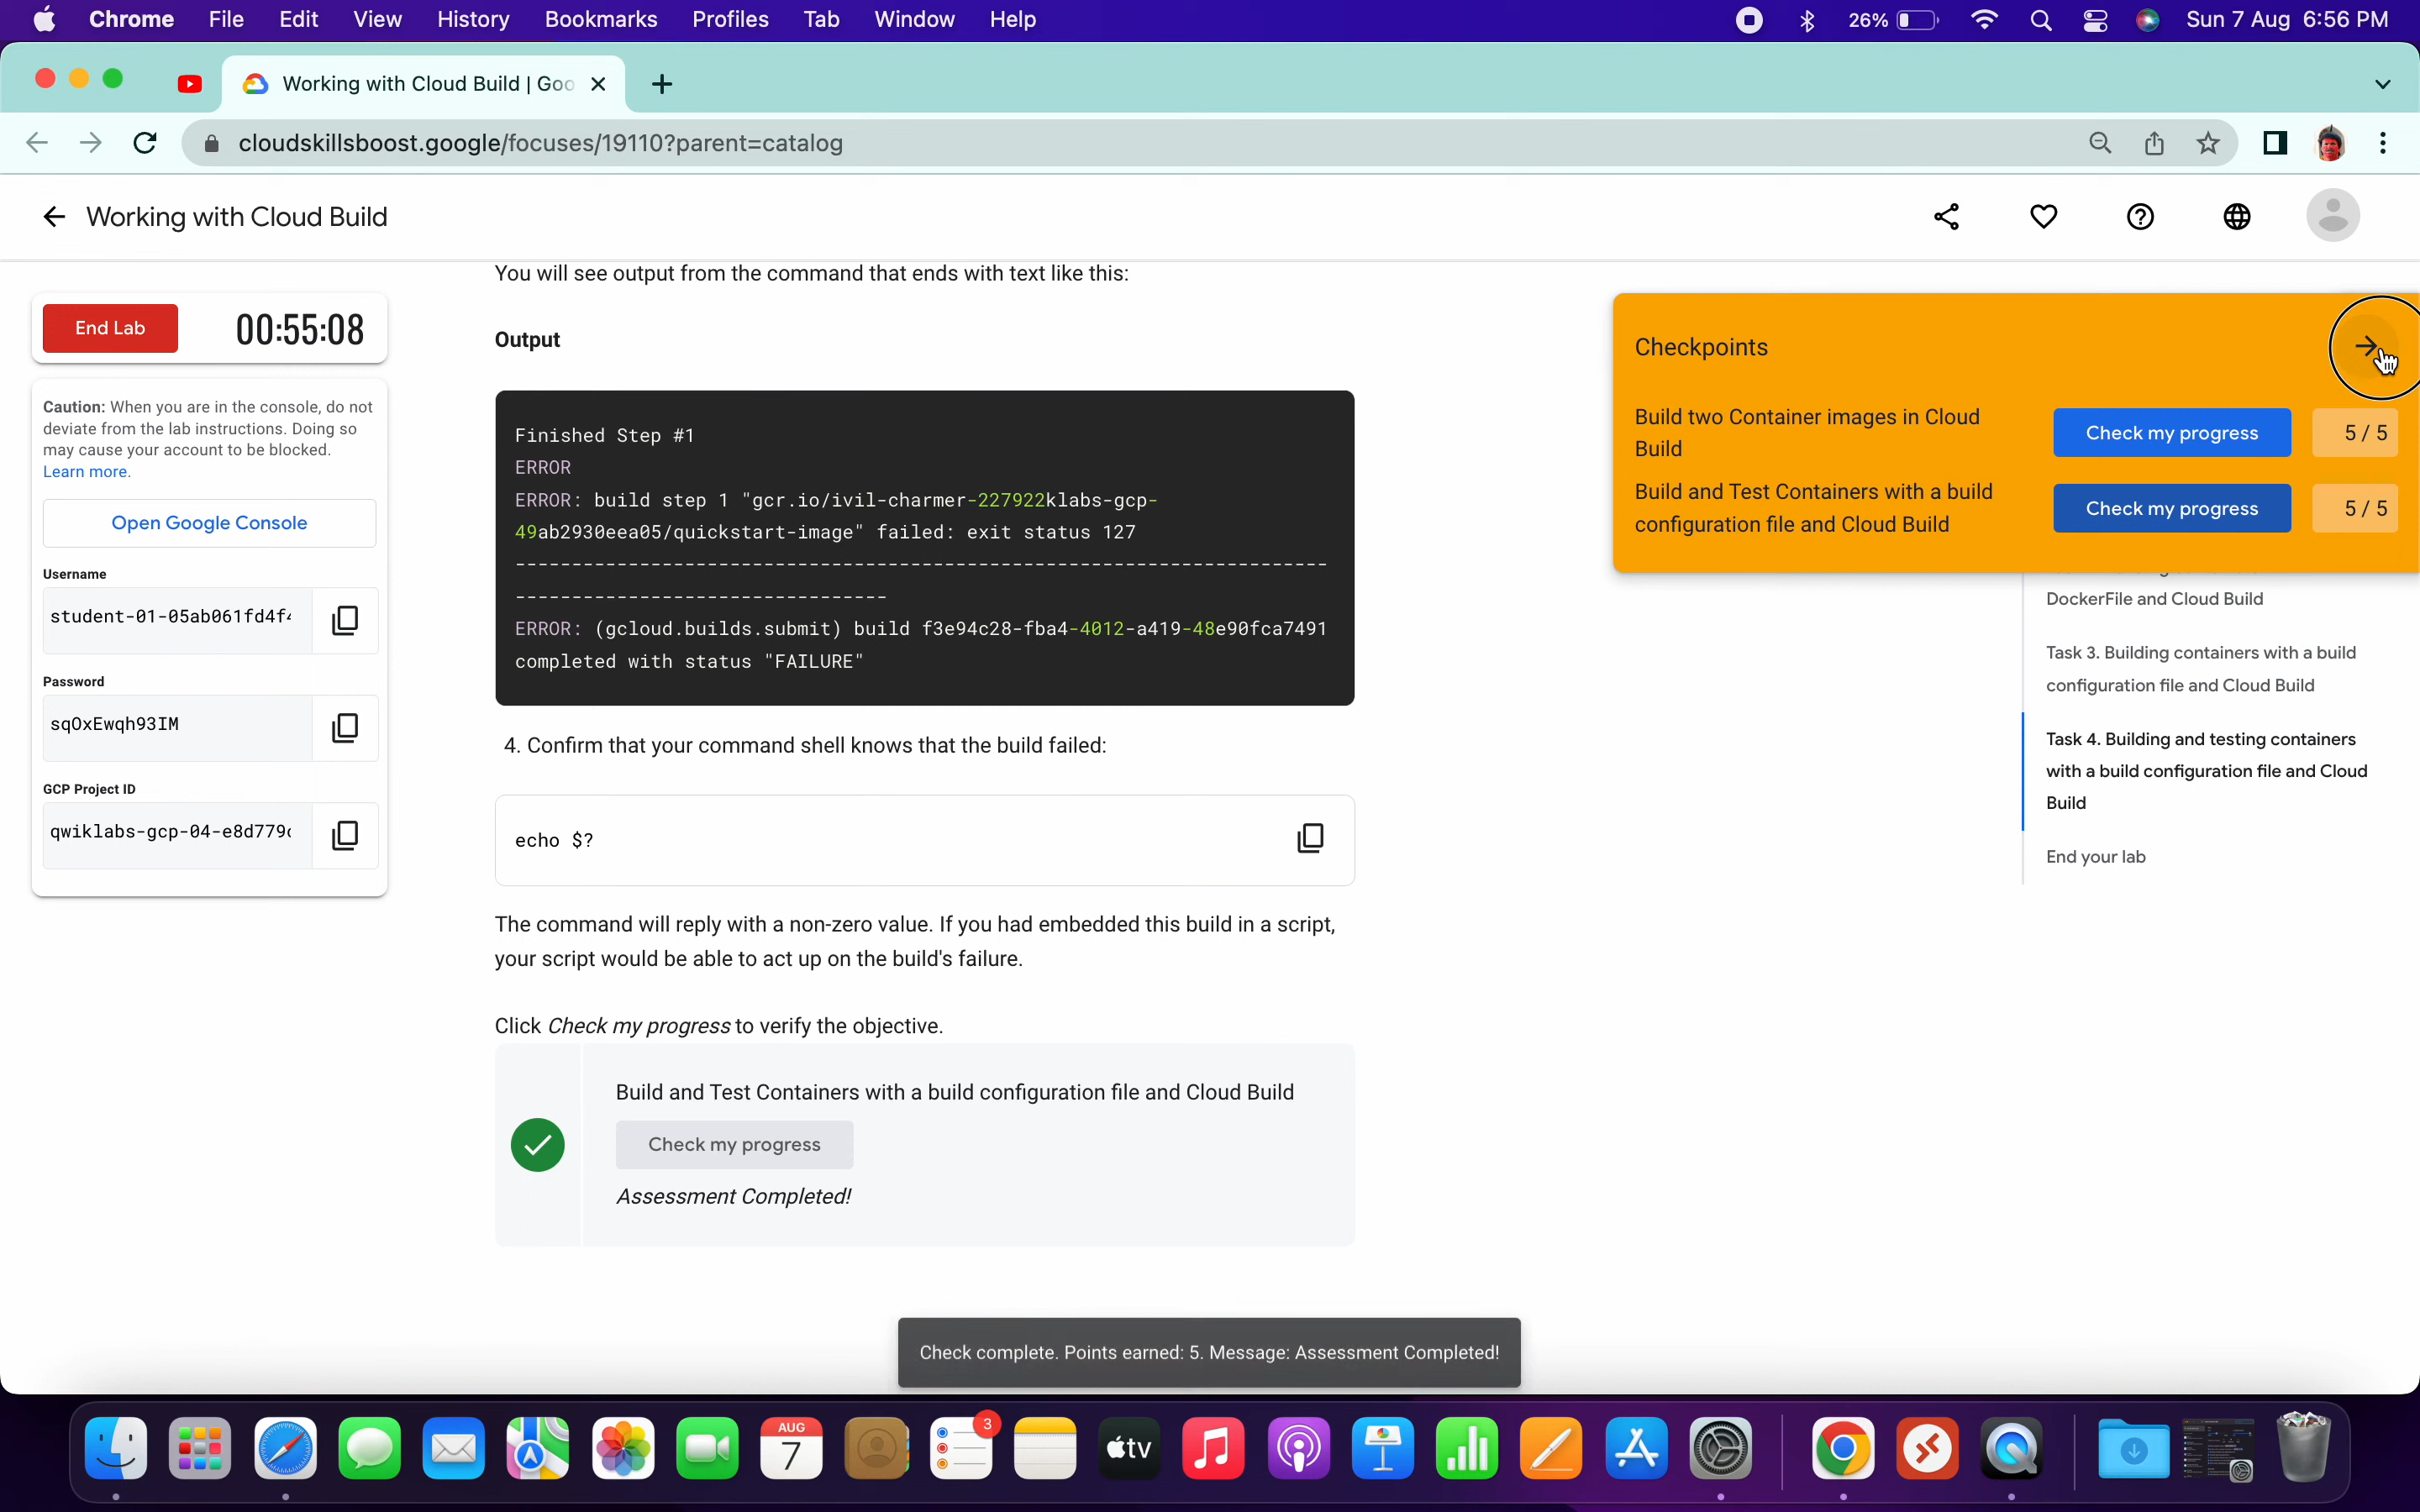 Chrome File Edit View History Bookmarks Profiles Tab Window Help 26% Sun 7 Aug 6:56 PM
Working with Cloud Build | Goo
cloudskillsboost.google/focuses/19110?parent=catalog
Working with Cloud Build
End Lab 00:55:08
Caution: When you are in the console, do not
deviate from the lab instructions. Doing so
may cause your account to be blocked.
Learn more.
Open Google Console
Username
student-01-05ab061fd4f
Password
sqOxEwqh93IM
GCP Project ID
qwiklabs-gcp-04-e8d779
You will see output from the command that ends with text like this:
Output
Finished Step #1
ERROR
ERROR: build step 1 "gcr.io/ivil-charmer-227922klabs-gcp-
49ab2930eea05/quickstart-image" failed: exit status 127
------------------------------------------------------------------------
---------------------------------
ERROR: (gcloud.builds.submit) build f3e94c28-fba4-4012-a419-48e90fca7491
completed with status "FAILURE"
4. Confirm that your command shell knows that the build failed:
echo $?
The command will reply with a non-zero value. If you had embedded this build in a script,
your script would be able to act up on the build's failure.
Click Check my progress to verify the objective.
Build and Test Containers with a build configuration file and Cloud Build
Check my progress
Assessment Completed!
Checkpoints
Build two Container images in Cloud
Build
Check my progress 5 / 5
Build and Test Containers with a build
configuration file and Cloud Build
Check my progress 5 / 5
DockerFile and Cloud Build
Task 3. Building containers with a build
configuration file and Cloud Build
Task 4. Building and testing containers
with a build configuration file and Cloud
Build
End your lab
Check complete. Points earned: 5. Message: Assessment Completed!
AUG
7
3
tv